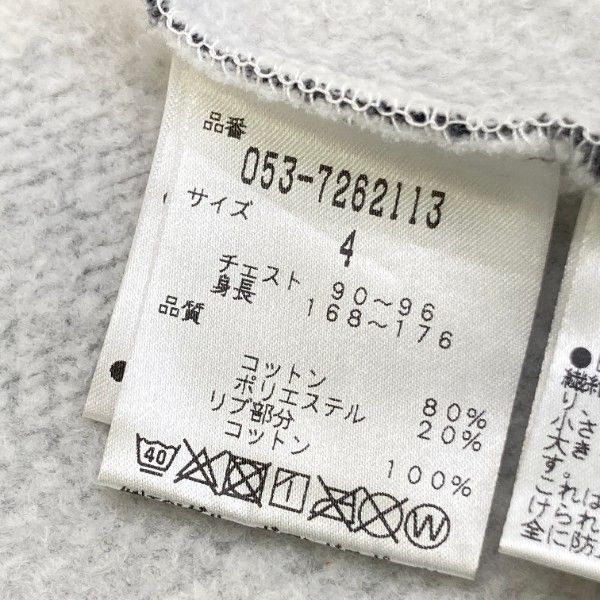 品番
053-7262113
サイズ
4
チェスト 90~96
身長 168~176
品質
コットン 80%
ポリエステル 20%
リブ部分
コットン 100%
40
W